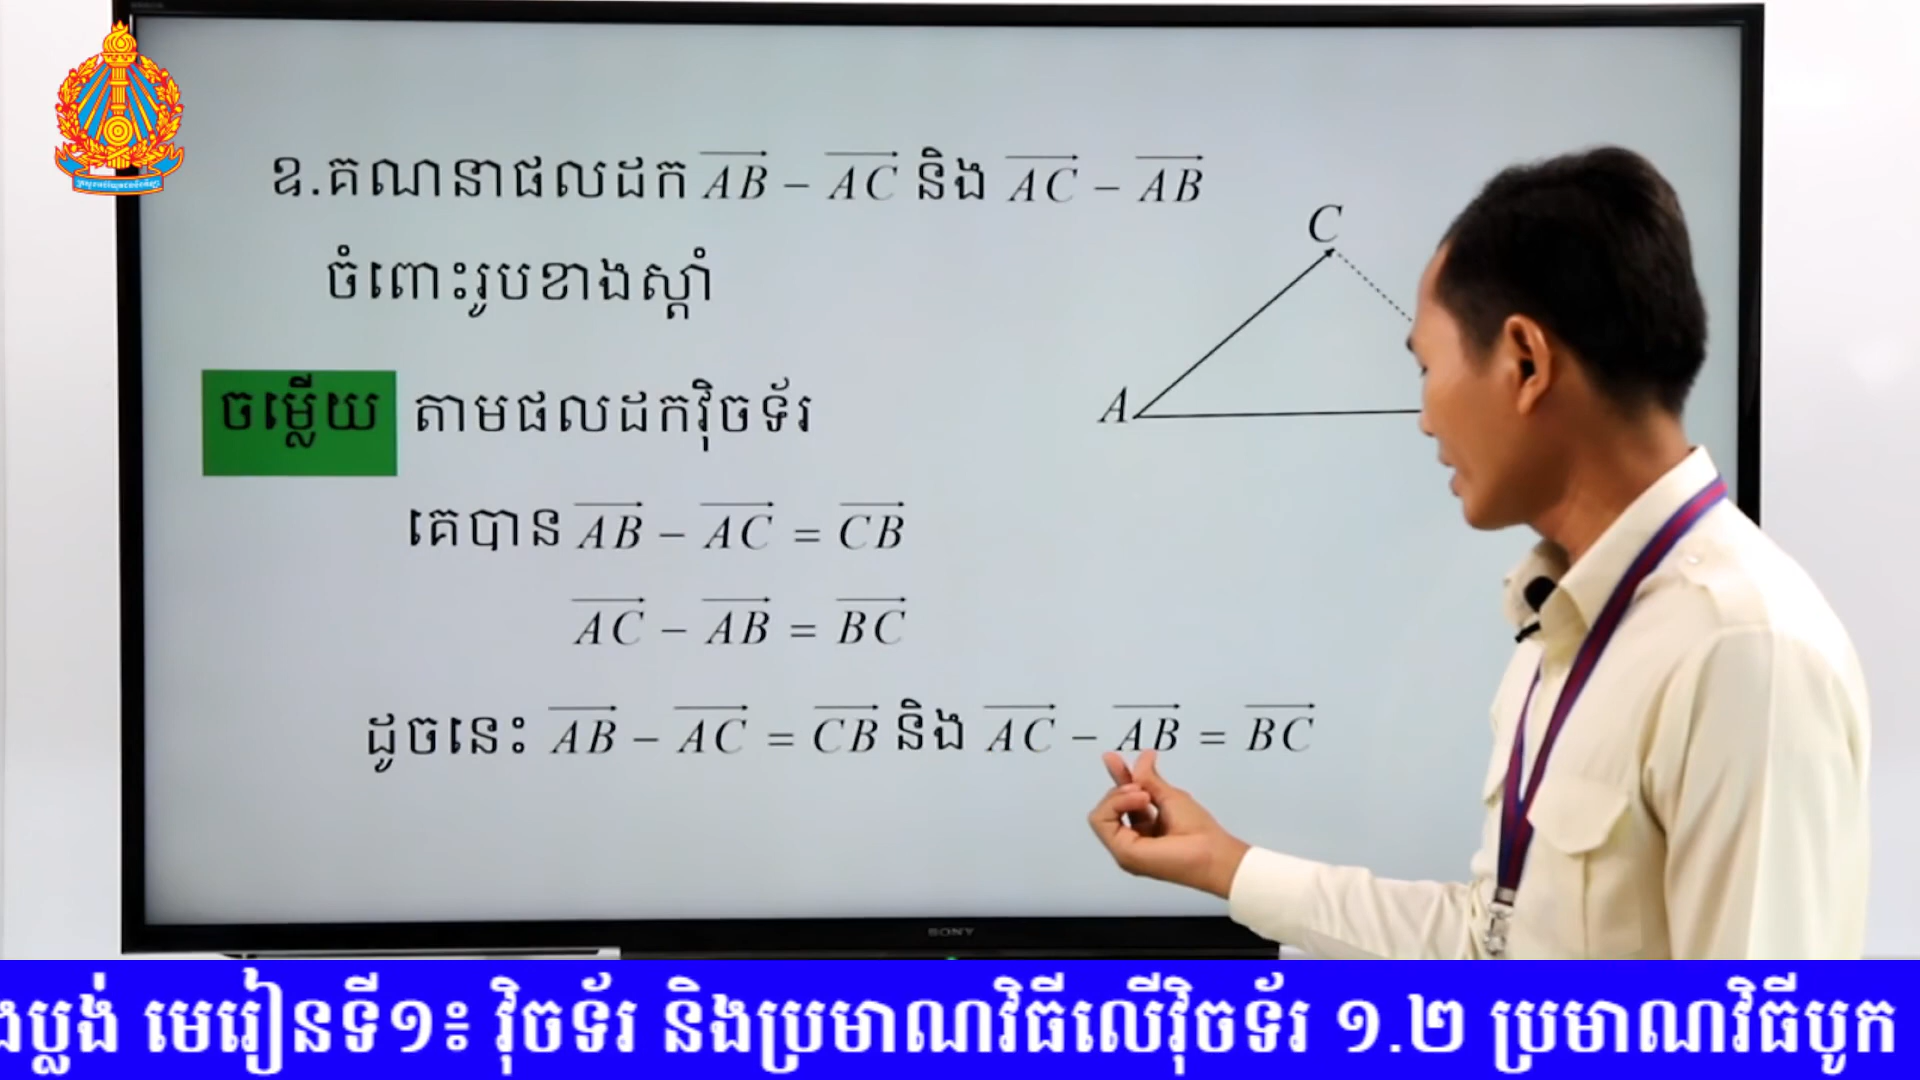 ឧ.គណនាផលដក AB − AC និង AC − AB
ចំពោះរូបខាងស្តាំ
C
A
ចម្លើយ តាមផលដកវ៉ិចទ័រ
គេបាន AB − AC = CB
AC − AB = BC
ដូចនេះ AB − AC = CB និង AC − AB = BC
SONY
ប្លង់ មេរៀនទី១៖ វ៉ិចទ័រ និងប្រមាណវិធីលើវ៉ិចទ័រ ១.២ ប្រមាណវិធីបូក